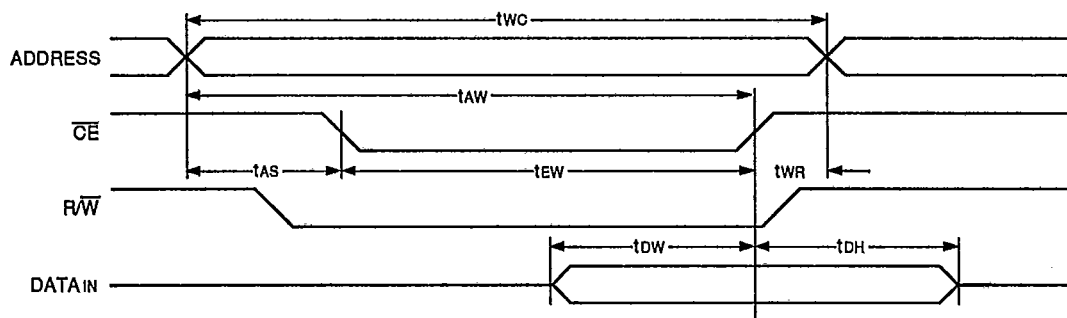 tWC
ADDRESS
tAW
CE
tAS
tEW
tWR
R/W
tDW
tDH
DATA IN